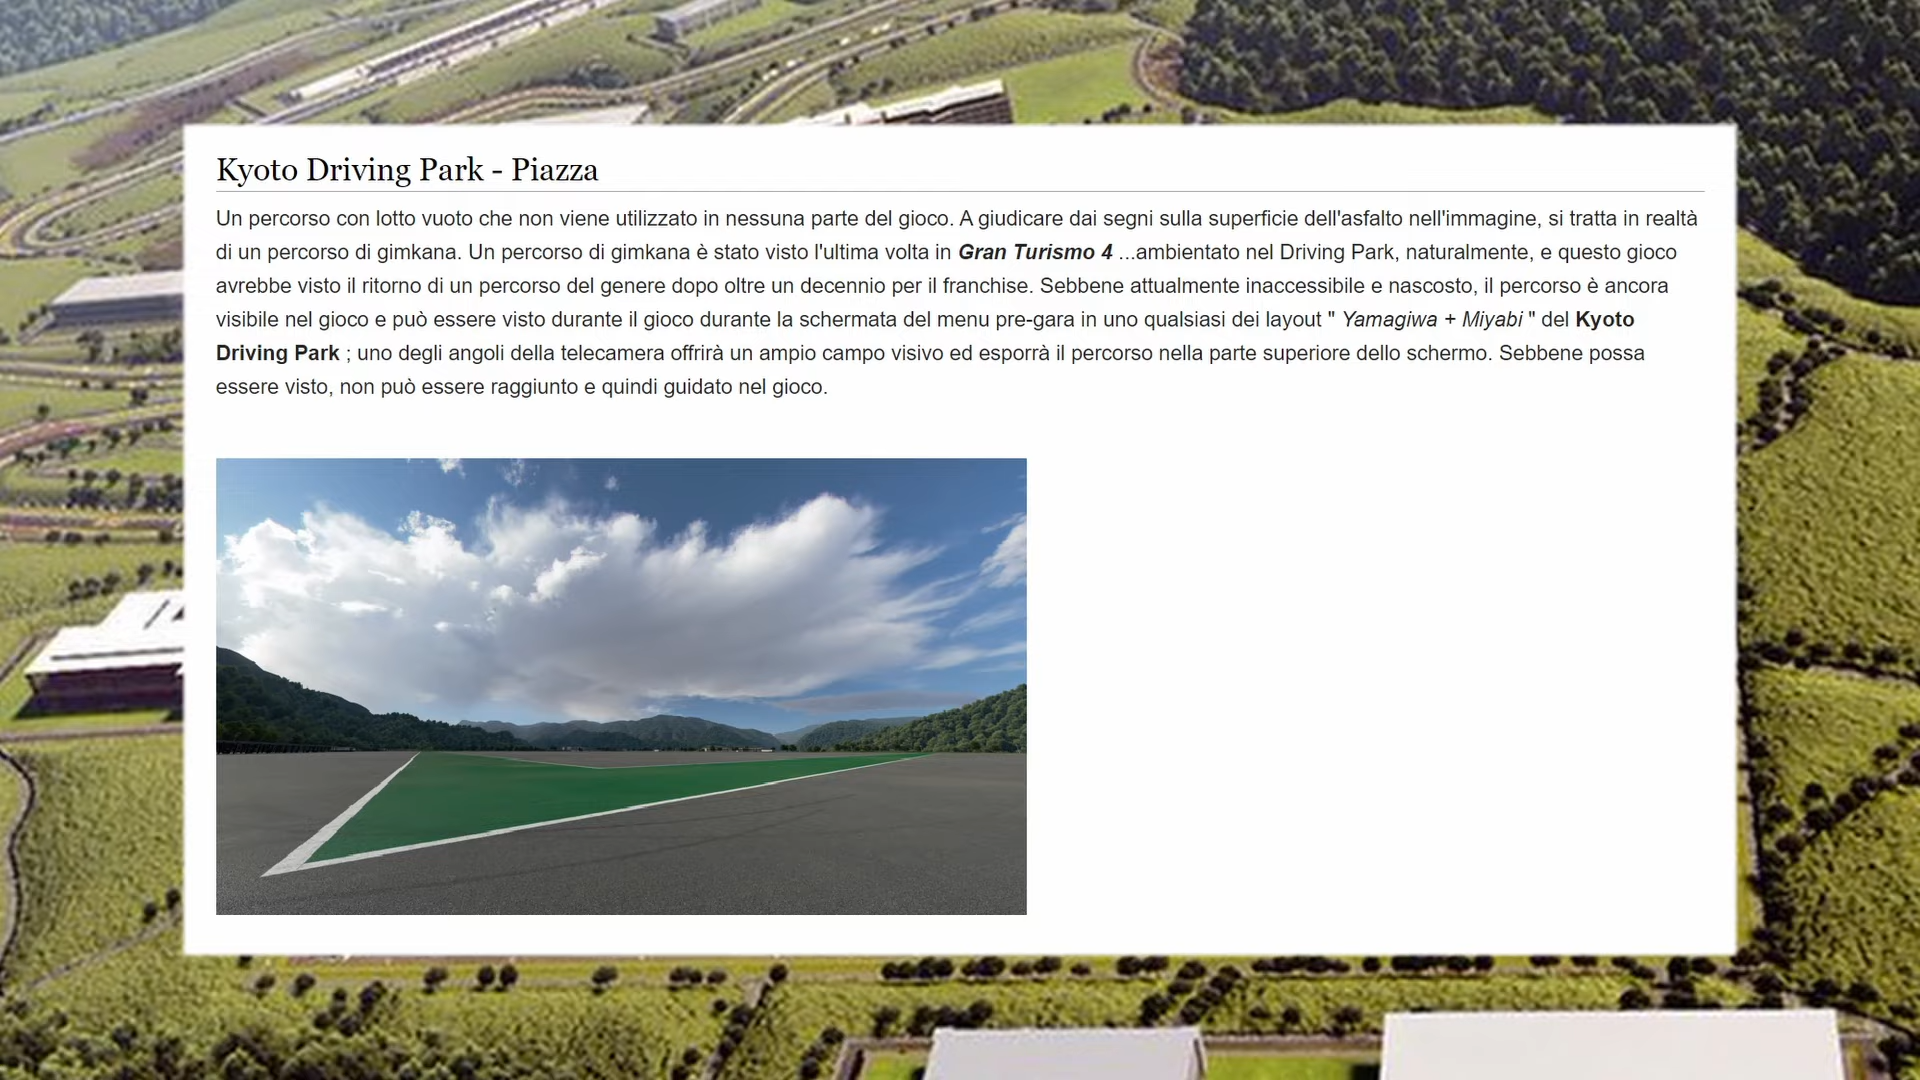 Kyoto Driving Park - Piazza
Un percorso con lotto vuoto che non viene utilizzato in nessuna parte del gioco. A giudicare dai segni sulla superficie dell'asfalto nell'immagine, si tratta in realtà
di un percorso di gimkana. Un percorso di gimkana è stato visto l'ultima volta in Gran Turismo 4 ...ambientato nel Driving Park, naturalmente, e questo gioco
avrebbe visto il ritorno di un percorso del genere dopo oltre un decennio per il franchise. Sebbene attualmente inaccessibile e nascosto, il percorso è ancora
visibile nel gioco e può essere visto durante il gioco durante la schermata del menu pre-gara in uno qualsiasi dei layout " Yamagiwa + Miyabi " del Kyoto
Driving Park ; uno degli angoli della telecamera offrirà un ampio campo visivo ed esporrà il percorso nella parte superiore dello schermo. Sebbene possa
essere visto, non può essere raggiunto e quindi guidato nel gioco.